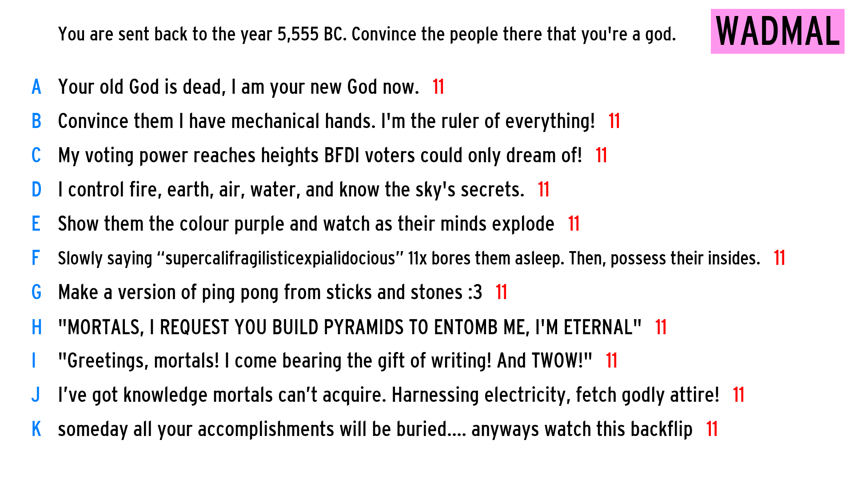 You are sent back to the year 5,555 BC. Convince the people there that you're a god. WADMAL
A Your old God is dead, I am your new God now. 11
B Convince them I have mechanical hands. I'm the ruler of everything! 11
C My voting power reaches heights BFDI voters could only dream of! 11
D I control fire, earth, air, water, and know the sky's secrets. 11
E Show them the colour purple and watch as their minds explode 11
F Slowly saying “supercalifragilisticexpialidocious” 11x bores them asleep. Then, possess their insides. 11
G Make a version of ping pong from sticks and stones :3 11
H "MORTALS, I REQUEST YOU BUILD PYRAMIDS TO ENTOMB ME, I'M ETERNAL" 11
I "Greetings, mortals! I come bearing the gift of writing! And TWOW!" 11
J I’ve got knowledge mortals can’t acquire. Harnessing electricity, fetch godly attire! 11
K someday all your accomplishments will be buried.... anyways watch this backflip 11